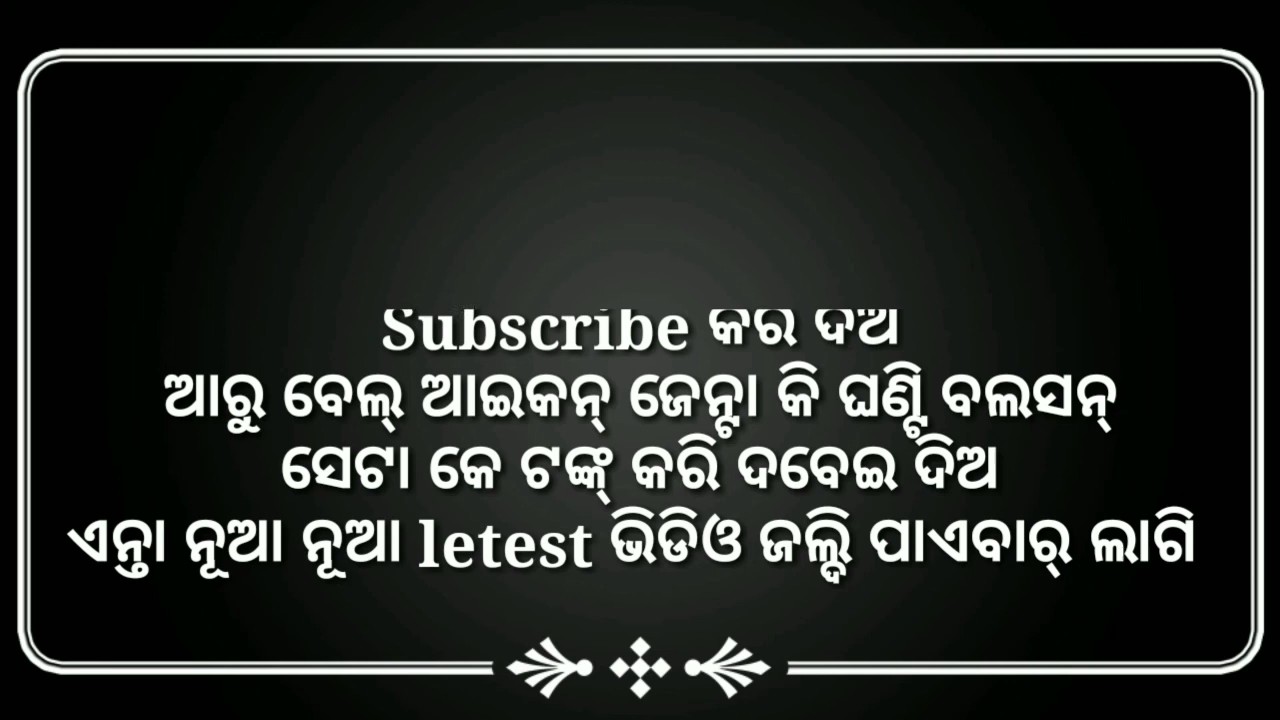 Subscribe କରି ଦିଅ
ଆରୁ ବେଲ୍ ଆଇକନ୍ ଜେନ୍ଟା କି ଘଣ୍ଟି ବଲସନ୍
ସେଟା କେ ଟଙ୍କ୍ କରି ଦବେଇ ଦିଅ
ଏନ୍ତା ନୂଆ ନୂଆ letest ଭିଡିଓ ଜଲ୍ଦି ପାଏବାର୍ ଲାଗି